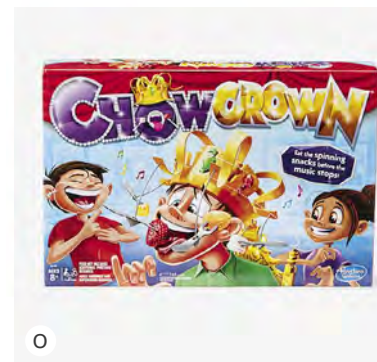 CHOW CROWN
Eat the spinning
snacks before the
music stops!
AGES
8+
Hasbro
Gaming
O